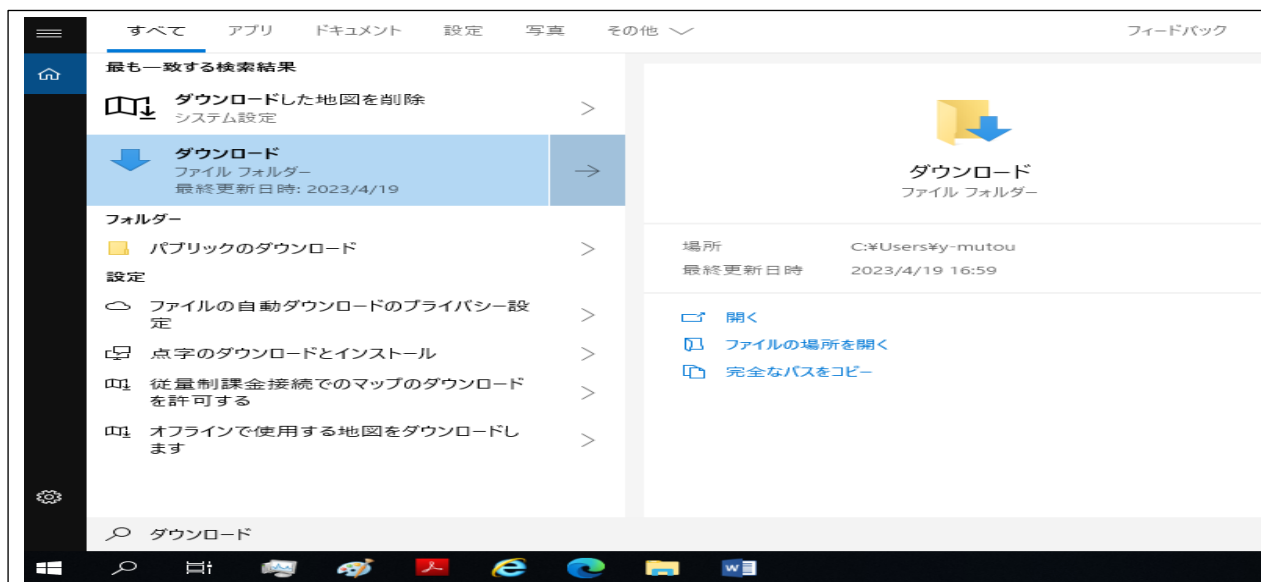 すべて アプリ ドキュメント 設定 写真 その他 フィードバック
最も一致する検索結果
ダウンロードした地図を削除
システム設定
ダウンロード
ファイル フォルダー
最終更新日時: 2023/4/19
フォルダー
パブリックのダウンロード
設定
ファイルの自動ダウンロードのプライバシー設
定
点字のダウンロードとインストール
従量制課金接続でのマップのダウンロード
を許可する
オフラインで使用する地図をダウンロードし
ます
ダウンロード
ファイル フォルダー
場所 C:¥Users¥y-mutou
最終更新日時 2023/4/19 16:59
開く
ファイルの場所を開く
完全なパスをコピー
ダウンロード